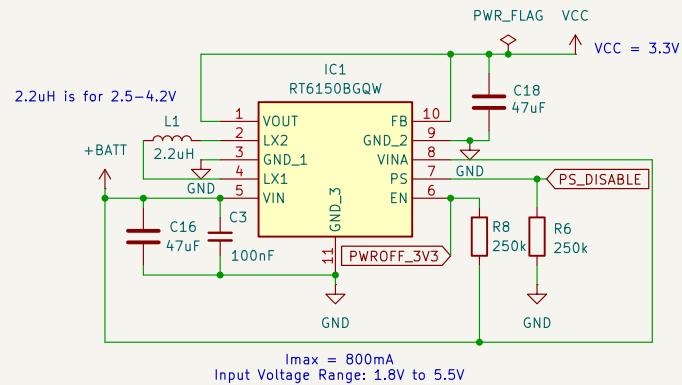 PWR_FLAG VCC
VCC = 3.3V
IC1
RT6150BGQW
2.2uH is for 2.5-4.2V
C18
47uF
1 VOUT FB 10
L1
2 LX2 GND_2 9
2.2uH
3 GND_1 VINA 8
+BATT
GND
4 LX1 PS 7
GND
PS_DISABLE
5 VIN EN 6
GND_3
11
C16
47uF
C3
100nF
PWROFF_3V3
R8
250k
R6
250k
GND
GND
Imax = 800mA
Input Voltage Range: 1.8V to 5.5V